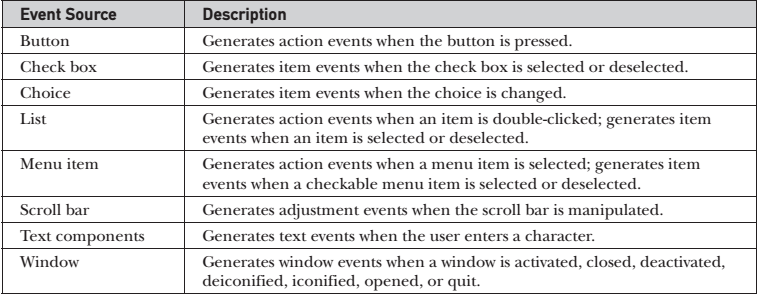 Event Source Description
Button Generates action events when the button is pressed.
Check box Generates item events when the check box is selected or deselected.
Choice Generates item events when the choice is changed.
List Generates action events when an item is double-clicked; generates item
events when an item is selected or deselected.
Menu item Generates action events when a menu item is selected; generates item
events when a checkable menu item is selected or deselected.
Scroll bar Generates adjustment events when the scroll bar is manipulated.
Text components Generates text events when the user enters a character.
Window Generates window events when a window is activated, closed, deactivated,
deiconified, iconified, opened, or quit.